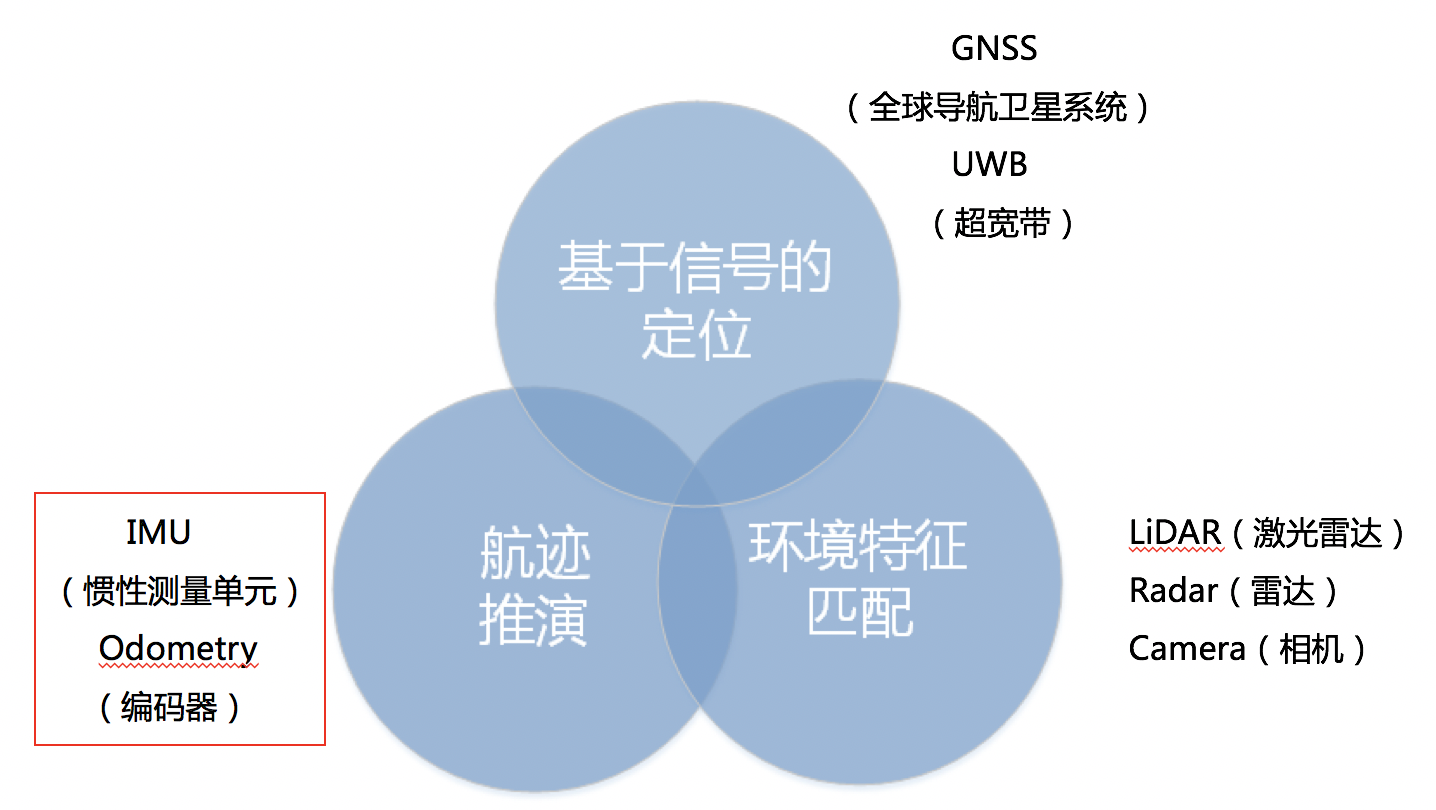 GNSS
（全球导航卫星系统）
UWB
（超宽带）
基于信号的
定位
航迹
推演
环境特征
匹配
IMU
（惯性测量单元）
Odometry
（编码器）
LiDAR（激光雷达）
Radar（雷达）
Camera（相机）